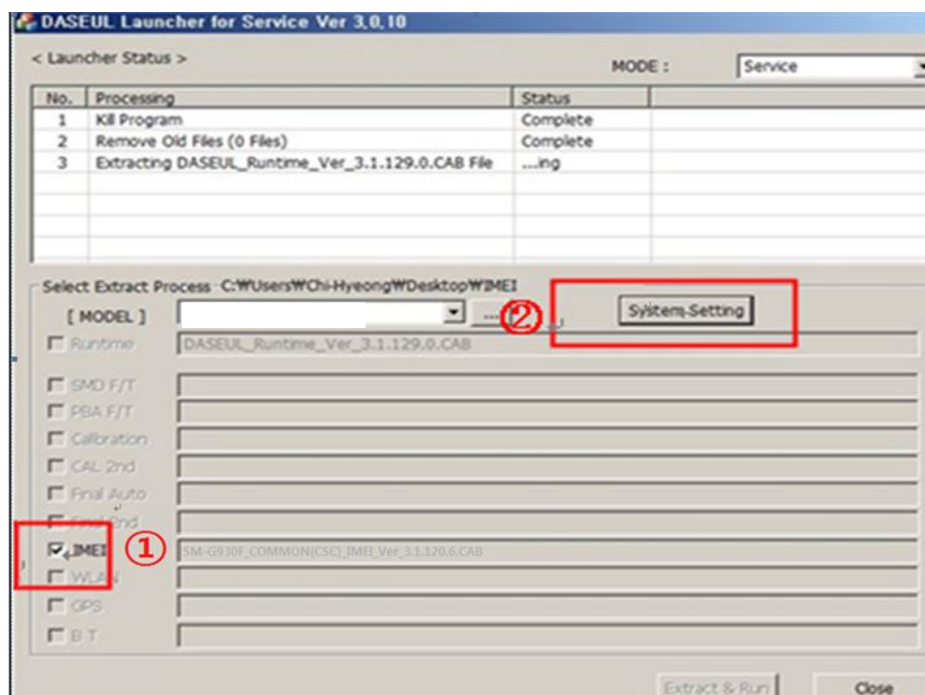 DASEUL Launcher for Service Ver 3,0,10
< Launcher Status >
MODE : Service
No. Processing Status
1 Kill Program Complete
2 Remove Old Files (0 Files) Complete
3 Extracting DASEUL_Runtime_Ver_3.1.129.0.CAB File ...ing
Select Extract Process C:₩Users₩Chi-Hyeong₩Desktop₩IMEI
[ MODEL ] ... ② System Setting
Runtime DASEUL_Runtime_Ver_3.1.129.0.CAB
SMD F/T
PBA F/T
Calibration
CAL 2nd
Final Auto
Final 2nd
IMEI ① SM-G930F_COMMON(CSC)_IMEI_Ver_3.1.120.6.CAB
WLAN
GPS
B T
Extract & Run Close